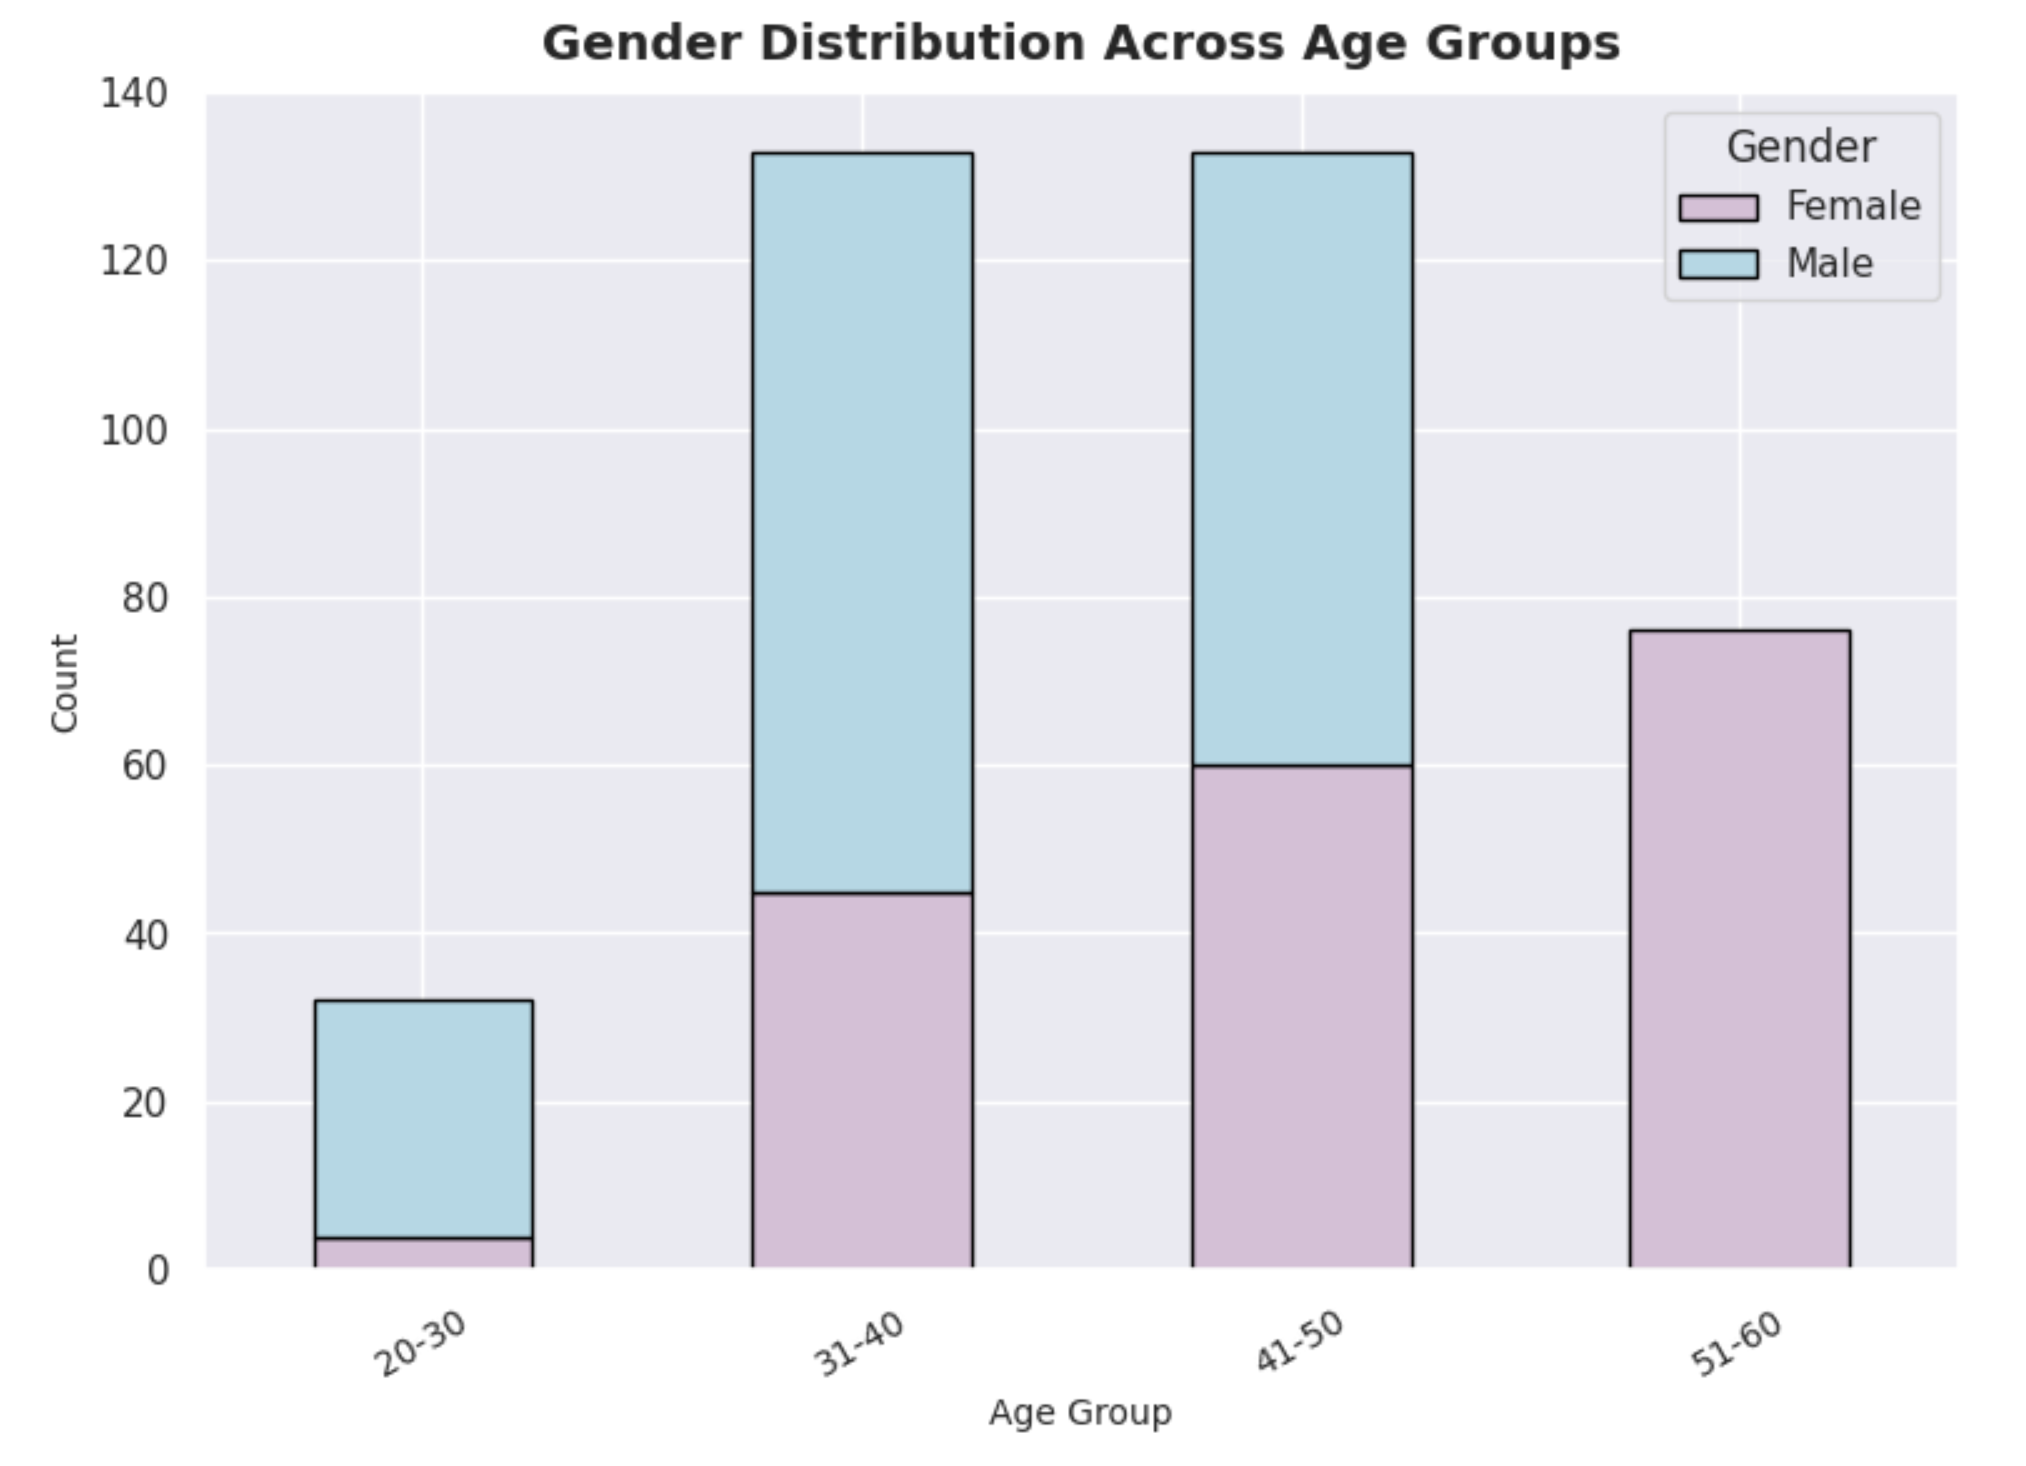 Gender Distribution Across Age Groups
140
120
100
80
60
40
20
0
Count
Gender
Female
Male
20-30
31-40
41-50
51-60
Age Group